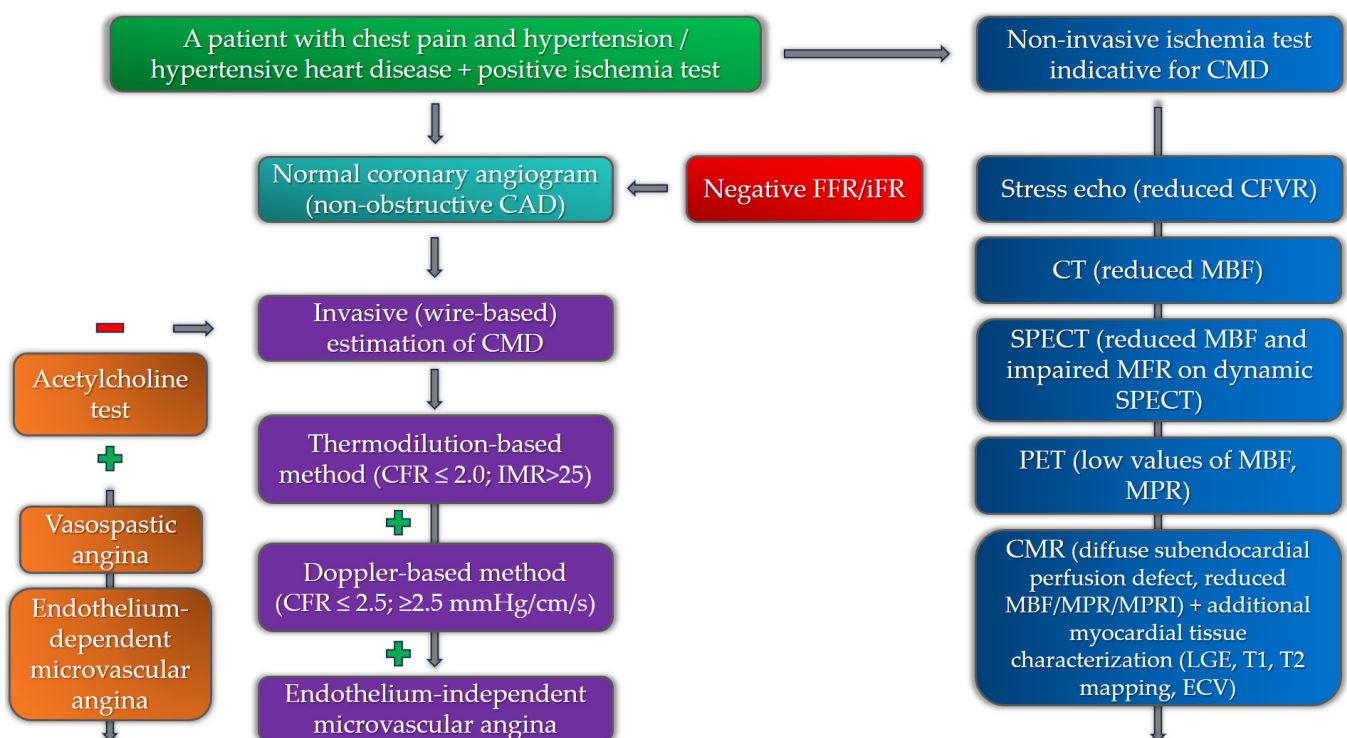 A patient with chest pain and hypertension /
hypertensive heart disease + positive ischemia test
Non-invasive ischemia test
indicative for CMD
Normal coronary angiogram
(non-obstructive CAD)
Negative FFR/iFR
Stress echo (reduced CFVR)
CT (reduced MBF)
Invasive (wire-based)
estimation of CMD
SPECT (reduced MBF and
impaired MFR on dynamic
SPECT)
Acetylcholine
test
Thermodilution-based
method (CFR ≤ 2.0; IMR>25)
PET (low values of MBF,
MPR)
Vasospastic
angina
Doppler-based method
(CFR ≤ 2.5; ≥2.5 mmHg/cm/s)
CMR (diffuse subendocardial
perfusion defect, reduced
MBF/MPR/MPRI) + additional
myocardial tissue
characterization (LGE, T1, T2
mapping, ECV)
Endothelium-
dependent
microvascular
angina
Endothelium-independent
microvascular angina